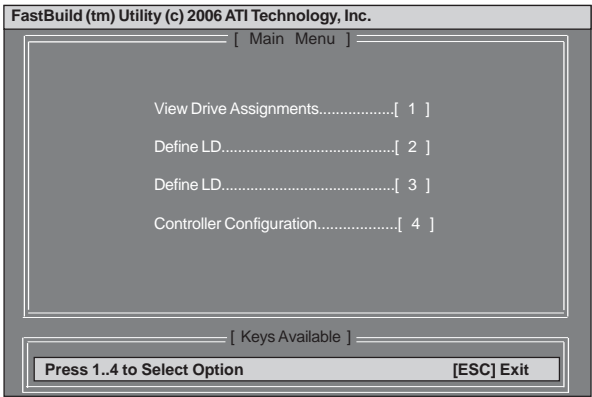 FastBuild (tm) Utility (c) 2006 ATI Technology, Inc.
[ Main Menu ]
View Drive Assignments..................[ 1 ]
Define LD........................................[ 2 ]
Define LD........................................[ 3 ]
Controller Configuration...................[ 4 ]
[ Keys Available ]
Press 1..4 to Select Option [ESC] Exit